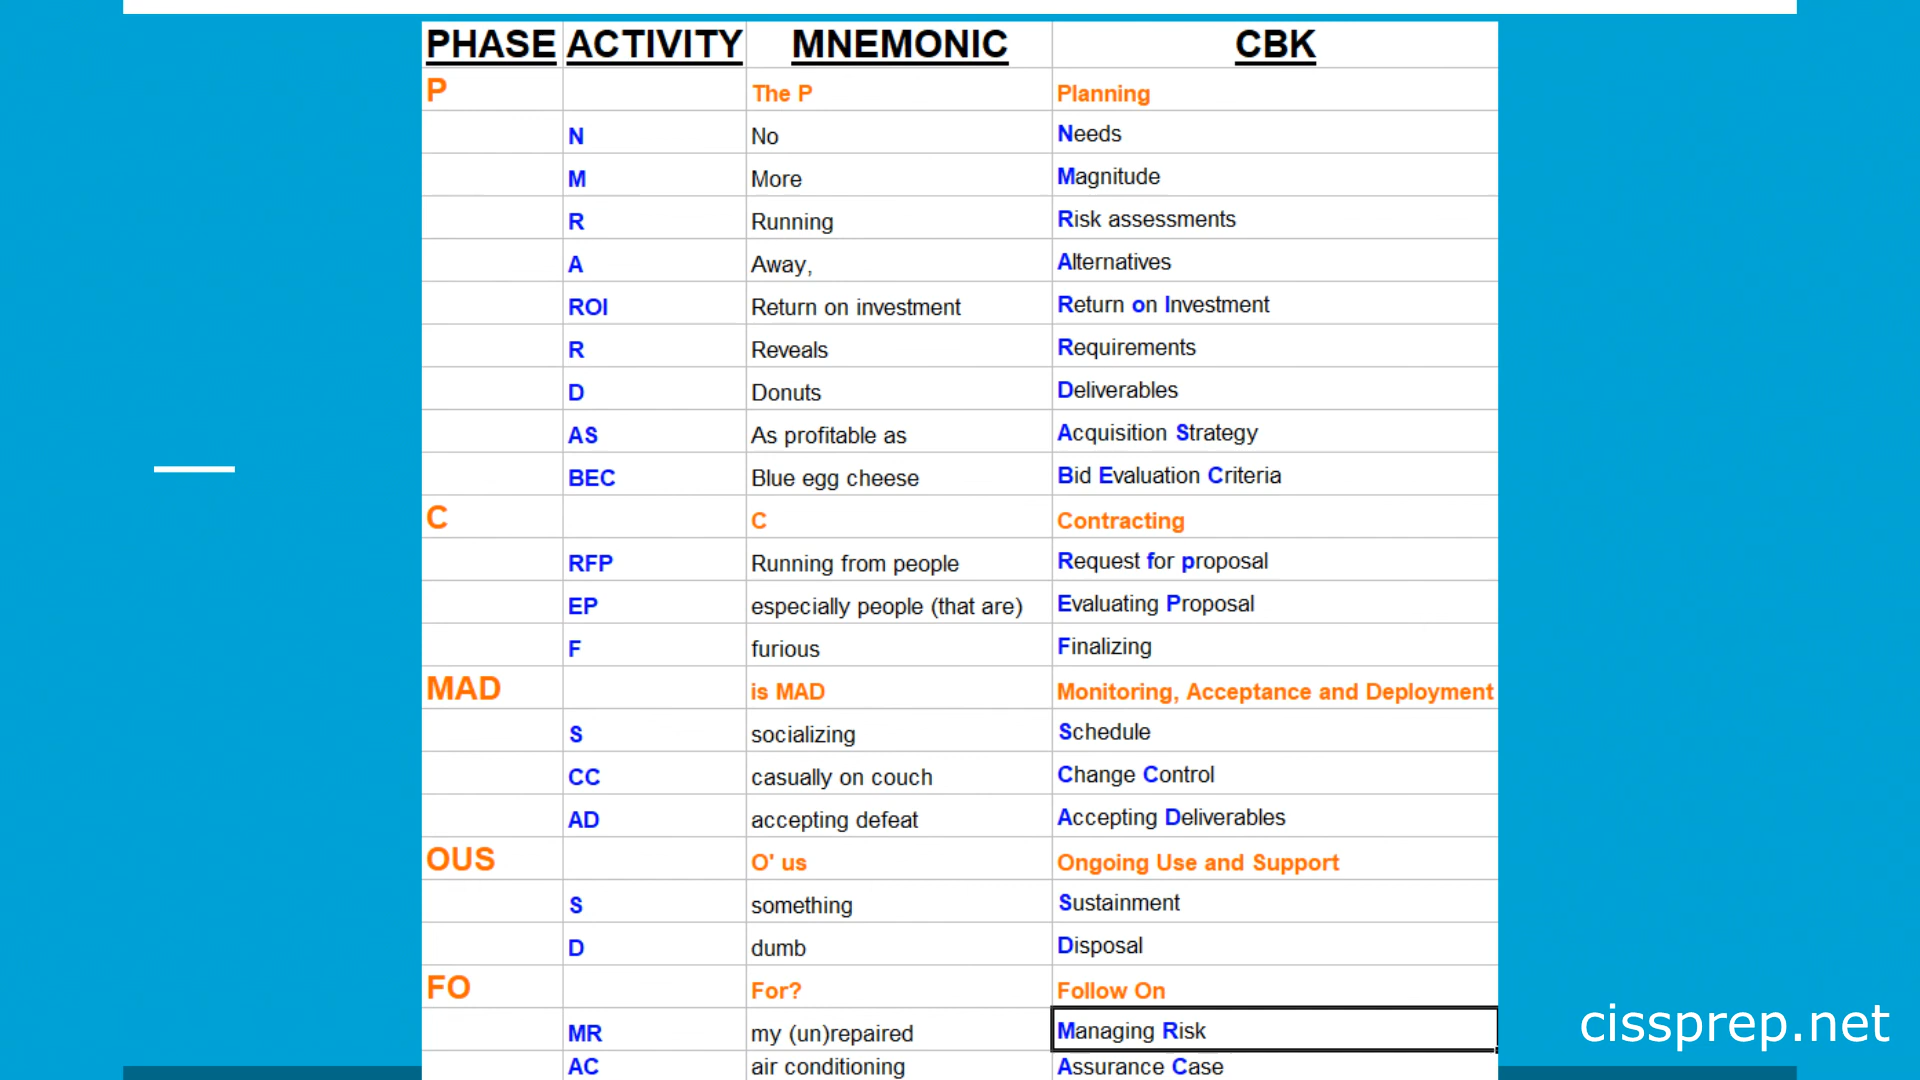 PHASE ACTIVITY MNEMONIC CBK
P The P Planning
N No Needs
M More Magnitude
R Running Risk assessments
A Away, Alternatives
ROI Return on investment Return on Investment
R Reveals Requirements
D Donuts Deliverables
AS As profitable as Acquisition Strategy
BEC Blue egg cheese Bid Evaluation Criteria
C C Contracting
RFP Running from people Request for proposal
EP especially people (that are) Evaluating Proposal
F furious Finalizing
MAD is MAD Monitoring, Acceptance and Deployment
S socializing Schedule
CC casually on couch Change Control
AD accepting defeat Accepting Deliverables
OUS O' us Ongoing Use and Support
S something Sustainment
D dumb Disposal
FO For? Follow On
MR my (un)repaired Managing Risk
AC air conditioning Assurance Case
cissprep.net